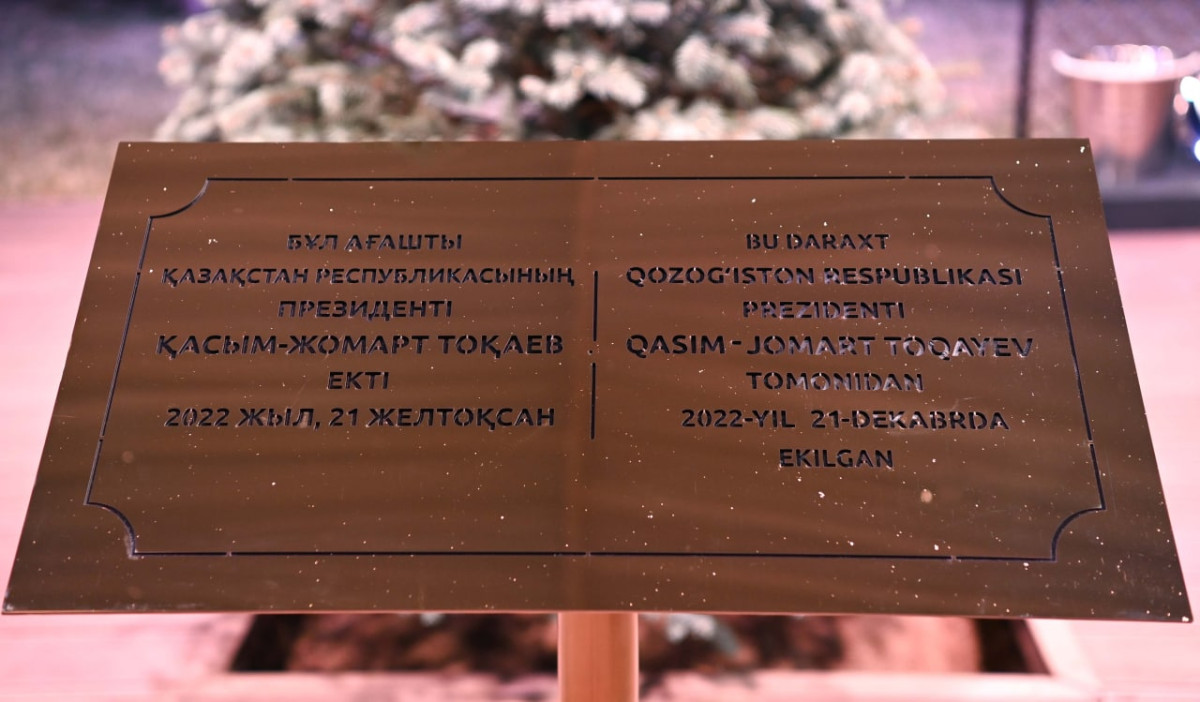 БҰЛ АҒАШТЫ
ҚАЗАҚСТАН РЕСПУБЛИКАСЫНЫҢ
ПРЕЗИДЕНТІ
ҚАСЫМ-ЖОМАРТ ТОҚАЕВ
ЕКТІ
2022 ЖЫЛ, 21 ЖЕЛТОҚСАН
BU DARAXT
QOZOG‘ISTON RESPUBLIKASI
PREZIDENTI
QASIM-JOMART TOQAYEV
TOMONIDAN
2022-YIL 21-DEKABRDA
EKILGAN